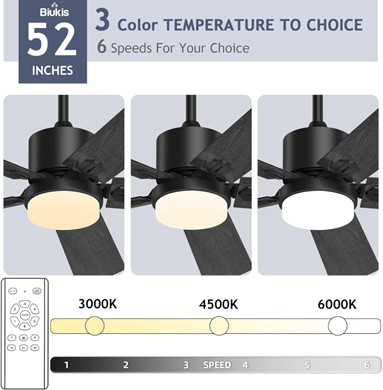 Biukis
52
INCHES
3 Color TEMPERATURE TO CHOICE
6 Speeds For Your Choice
3000K 4500K 6000K
1 2 3 SPEED 4 5 6